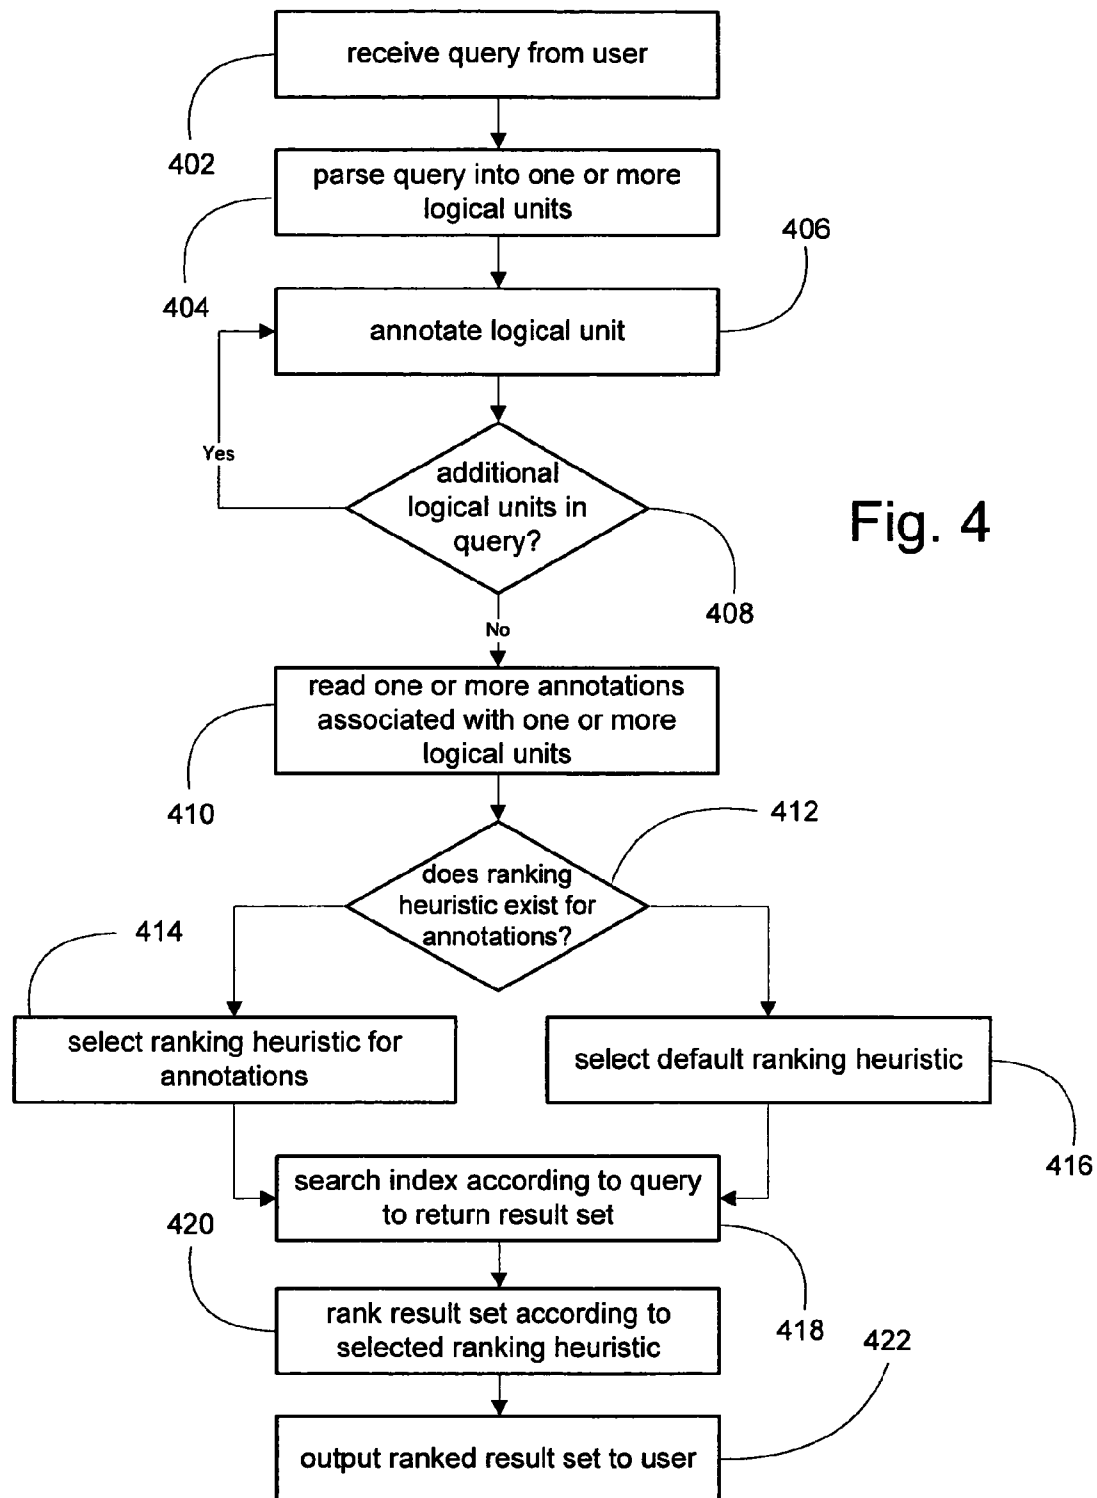 receive query from user
402
parse query into one or more
logical units
404
406
annotate logical unit
Yes
additional
logical units in
query?
Fig. 4
408
No
read one or more annotations
associated with one or more
logical units
410
412
does ranking
heuristic exist for
annotations?
414
select ranking heuristic for
annotations
select default ranking heuristic
416
search index according to query
to return result set
420
418
rank result set according to
selected ranking heuristic
422
output ranked result set to user